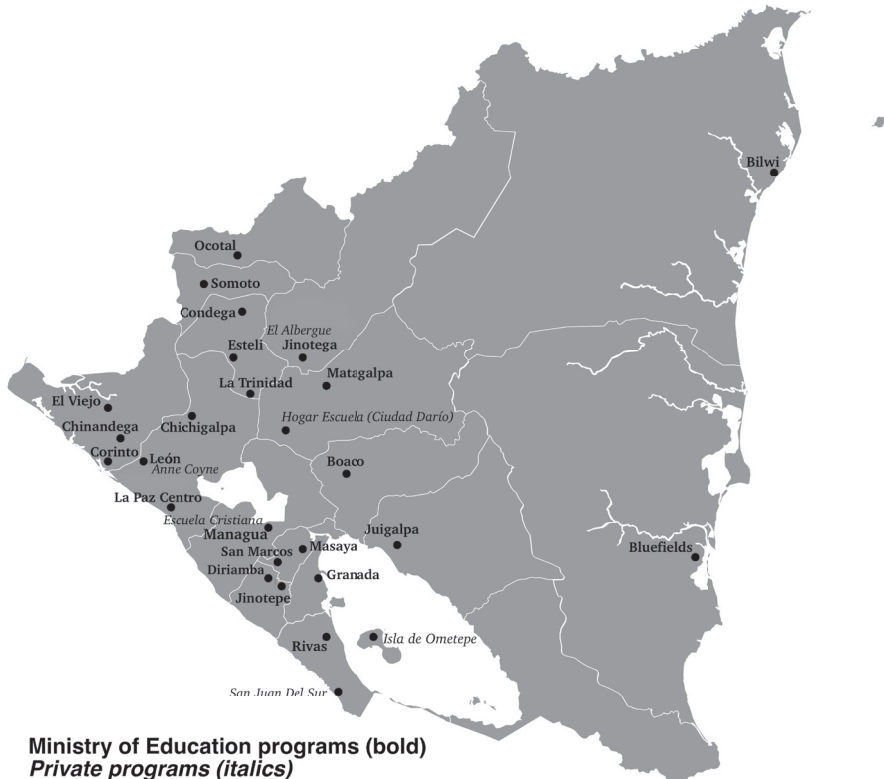 Bilwi
Ocotal
Somoto
Condega
El Albergue
Estelí
Jinotega
Matagalpa
La Trinidad
El Viejo
Chichigalpa
Hogar Escuela (Ciudad Darío)
Chinandega
Corinto
León
Anne Coyne
Boaco
La Paz Centro
Escuela Cristiana
Managua
Juigalpa
San Marcos
Masaya
Bluefields
Diriamba
Granada
Jinotepe
Rivas
Isla de Ometepe
San Juan Del Sur
Ministry of Education programs (bold)
Private programs (italics)